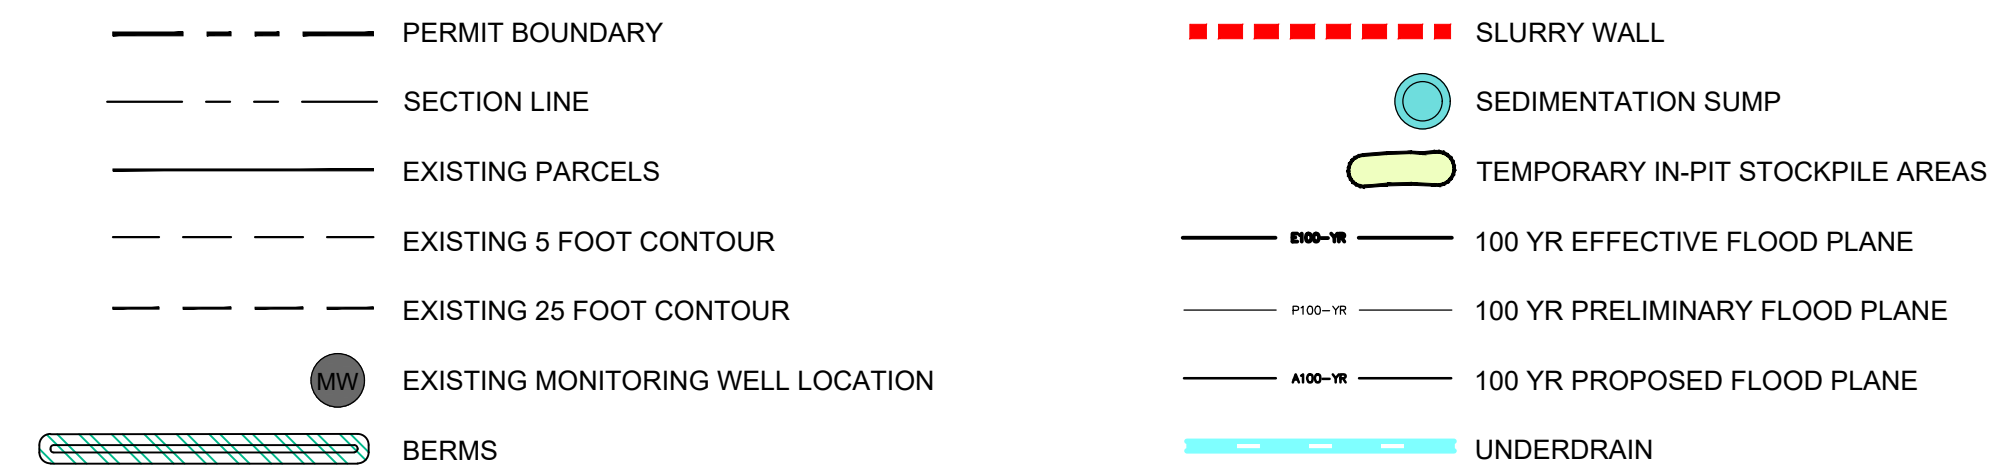 PERMIT BOUNDARY
SECTION LINE
EXISTING PARCELS
EXISTING 5 FOOT CONTOUR
EXISTING 25 FOOT CONTOUR
MW EXISTING MONITORING WELL LOCATION
BERMS
SLURRY WALL
SEDIMENTATION SUMP
TEMPORARY IN-PIT STOCKPILE AREAS
E100-YR 100 YR EFFECTIVE FLOOD PLANE
P100-YR 100 YR PRELIMINARY FLOOD PLANE
A100-YR 100 YR PROPOSED FLOOD PLANE
UNDERDRAIN